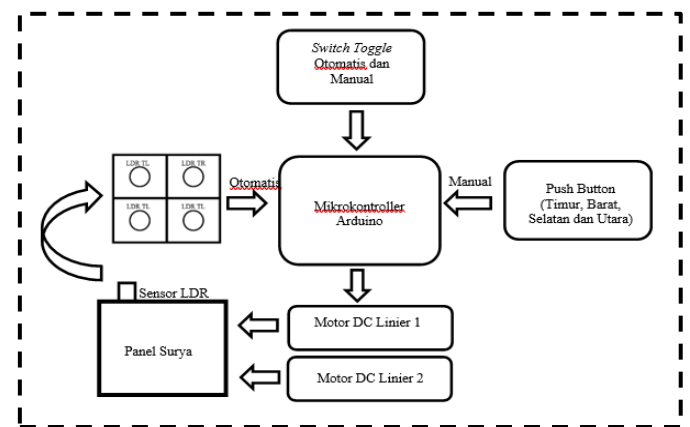 Switch Toggle
Otomatis dan
Manual
LDR TL
LDR TR
LDR TL
LDR TL
Otomatis
Mikrokontroller
Arduino
Manual
Push Button
(Timur, Barat,
Selatan dan Utara)
Sensor LDR
Panel Surya
Motor DC Linier 1
Motor DC Linier 2